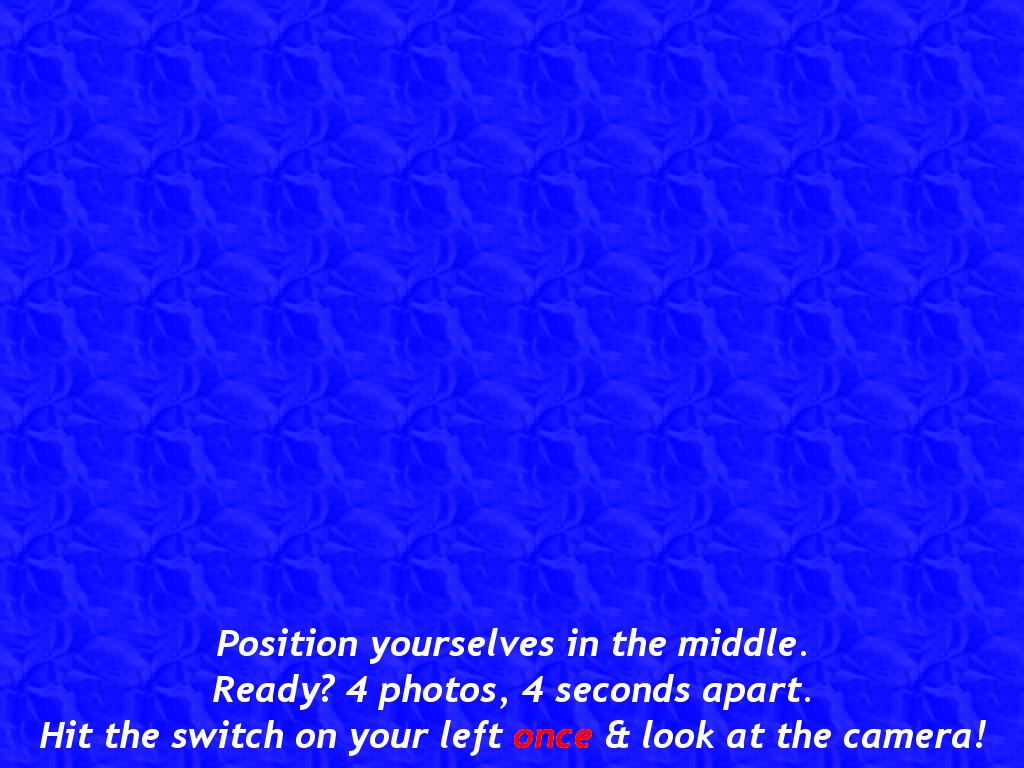 Position yourselves in the middle.
Ready? 4 photos, 4 seconds apart.
Hit the switch on your left once & look at the camera!